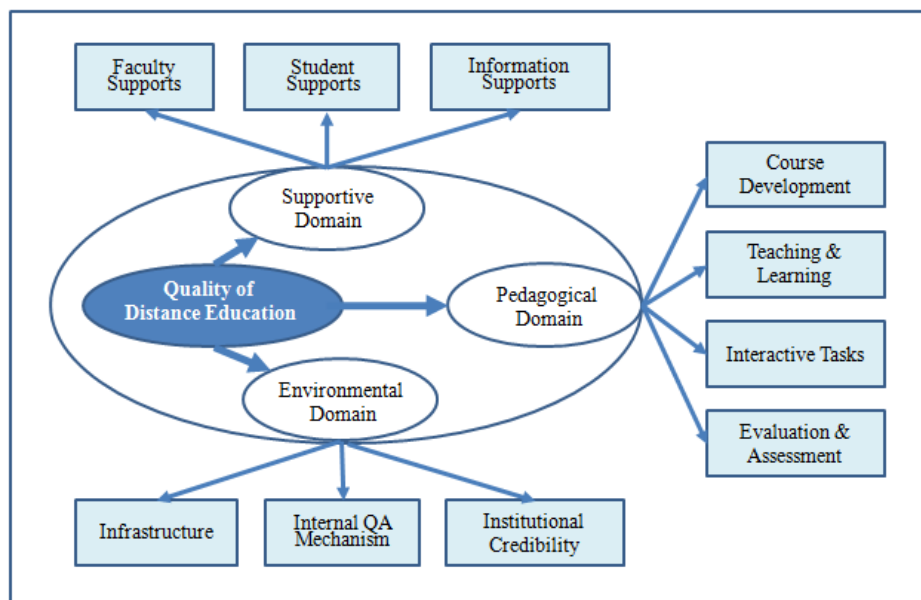 Faculty
Supports
Student
Supports
Information
Supports
Supportive
Domain
Course
Development
Teaching &
Learning
Quality of
Distance Education
Pedagogical
Domain
Interactive Tasks
Environmental
Domain
Evaluation &
Assessment
Infrastructure
Internal QA
Mechanism
Institutional
Credibility